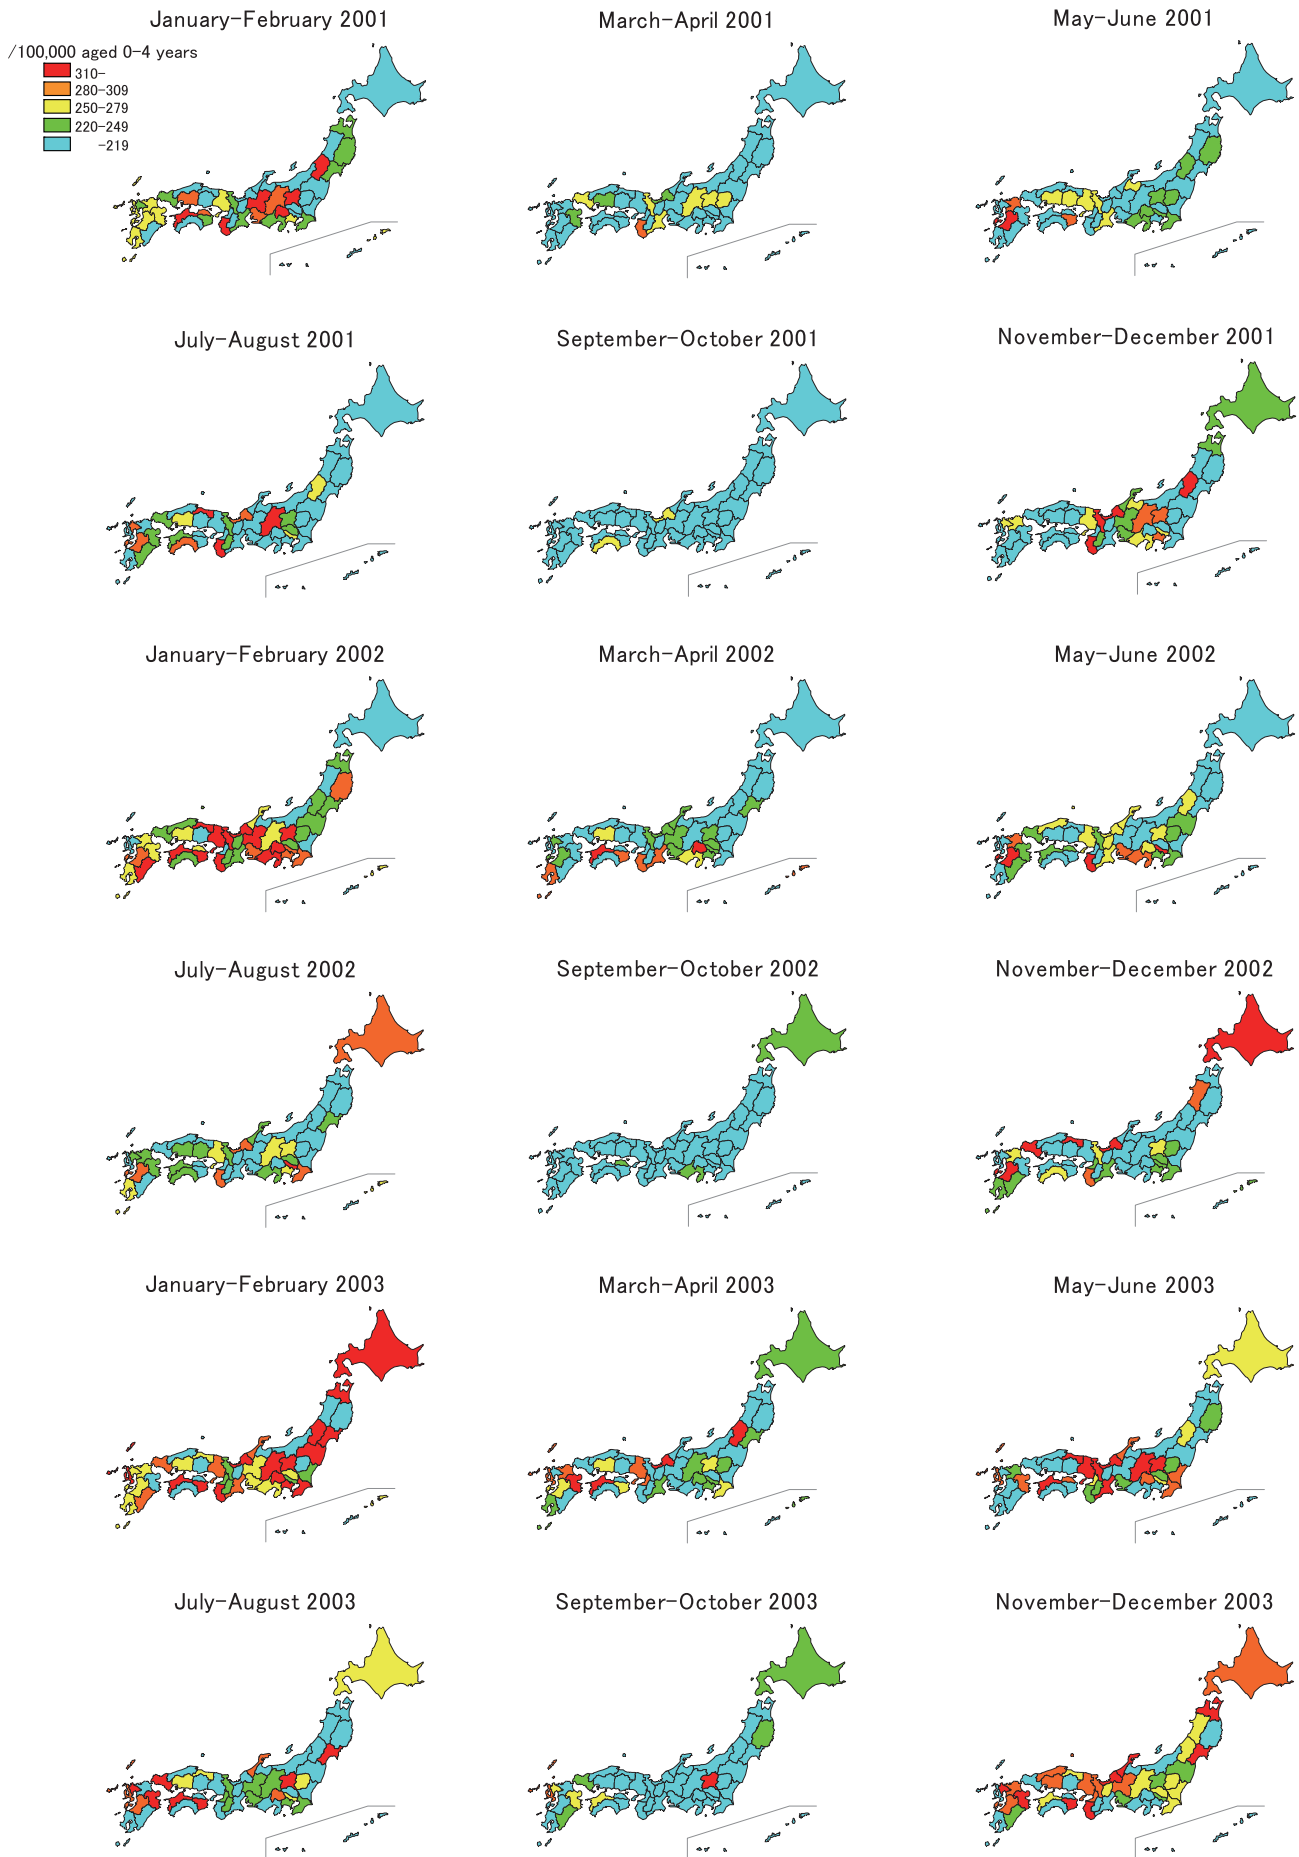 January-February 2001
March-April 2001
May-June 2001
/100,000 aged 0-4 years
310-
280-309
250-279
220-249
-219
July-August 2001
September-October 2001
November-December 2001
January-February 2002
March-April 2002
May-June 2002
July-August 2002
September-October 2002
November-December 2002
January-February 2003
March-April 2003
May-June 2003
July-August 2003
September-October 2003
November-December 2003